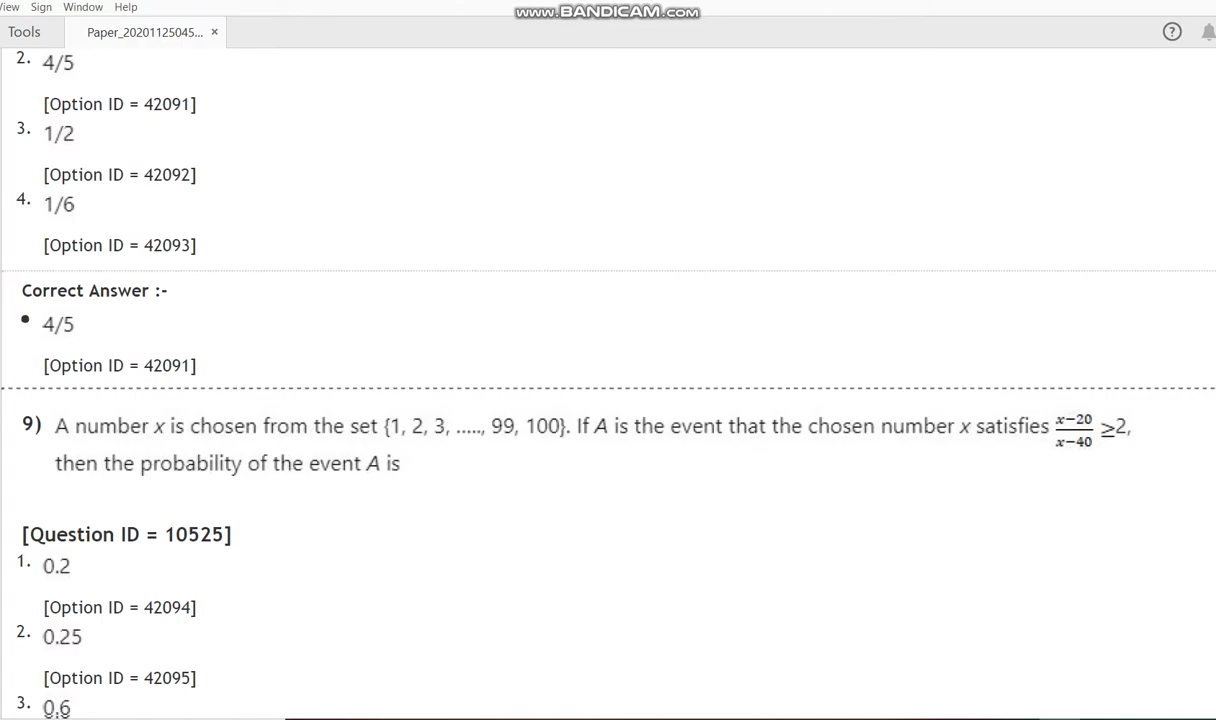 View Sign Window Help
www.BANDICAM.com
Tools Paper_20201125045... ×
2. 4/5
[Option ID = 42091]
3. 1/2
[Option ID = 42092]
4. 1/6
[Option ID = 42093]
Correct Answer :-
• 4/5
[Option ID = 42091]
9) A number x is chosen from the set {1, 2, 3, ....., 99, 100}. If A is the event that the chosen number x satisfies (x−20)/(x−40) ≥2,
then the probability of the event A is
[Question ID = 10525]
1. 0.2
[Option ID = 42094]
2. 0.25
[Option ID = 42095]
3. 0.6